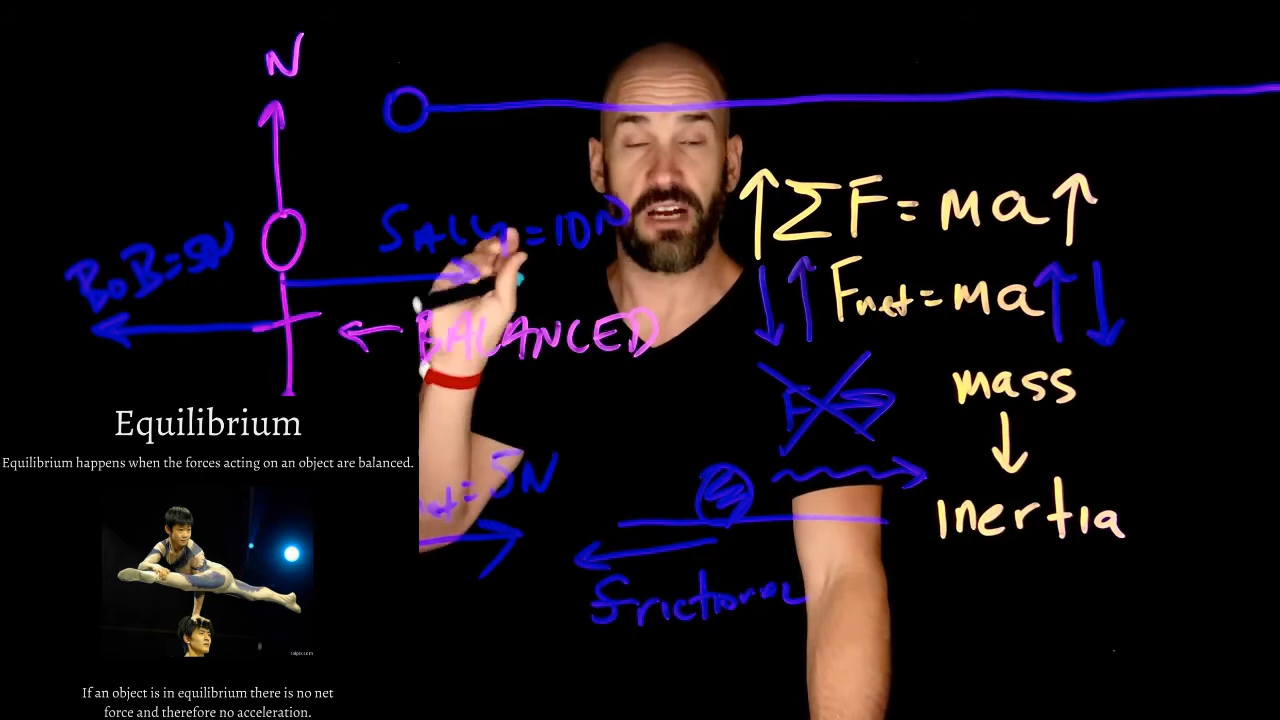 N
SALLY = 10N
BOB = 5N
BALANCED
ΣF = ma
Fnet = ma
mass
inertia
F
net = 5N
frictional
Equilibrium
Equilibrium happens when the forces acting on an object are balanced.
If an object is in equilibrium there is no net
force and therefore no acceleration.